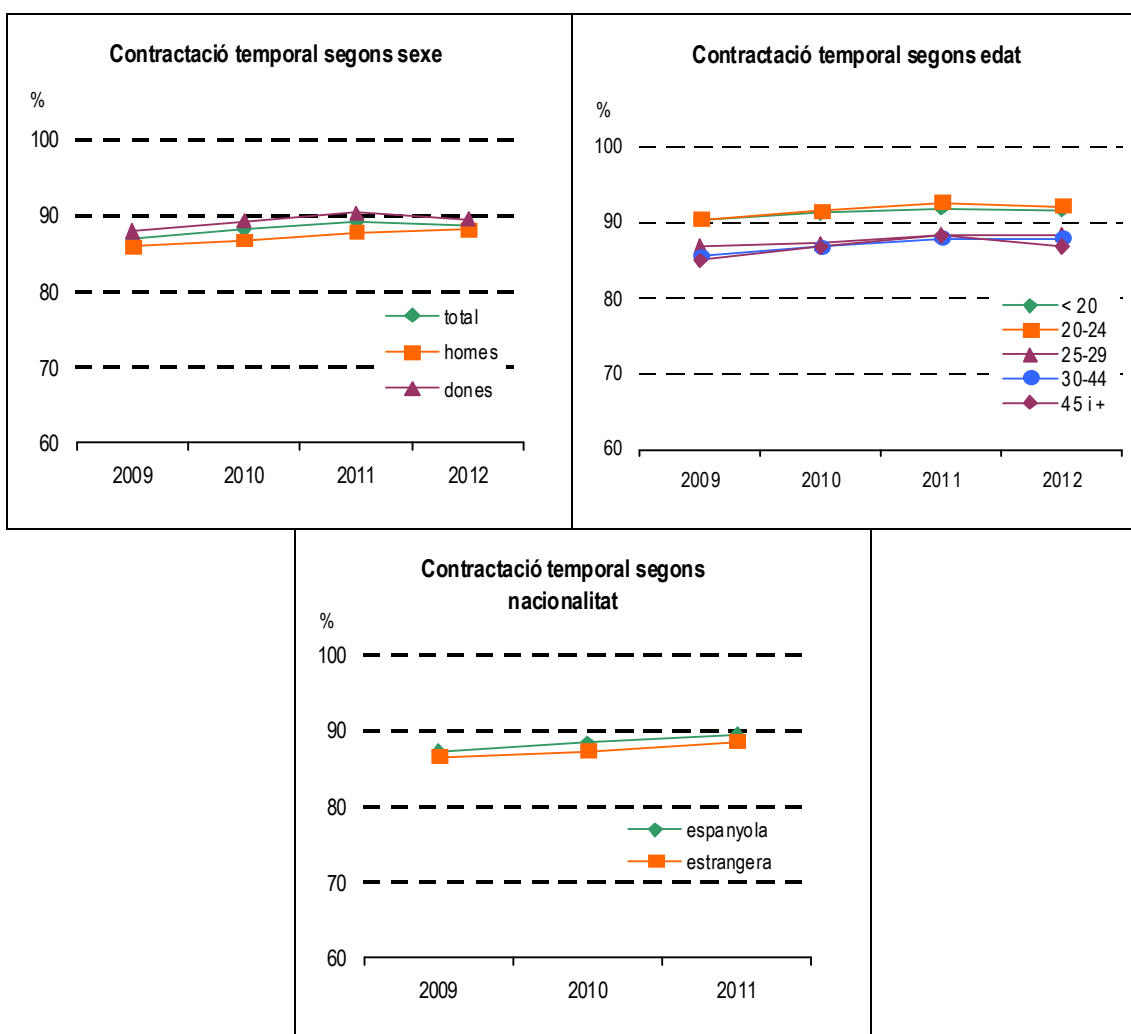 Contractació temporal segons sexe
%
100
90
80
70
60
total
homes
dones
2009 2010 2011 2012
Contractació temporal segons edat
%
100
90
80
70
60
< 20
20-24
25-29
30-44
45 i +
2009 2010 2011 2012
Contractació temporal segons
nacionalitat
%
100
90
80
70
60
espanyola
estrangera
2009 2010 2011